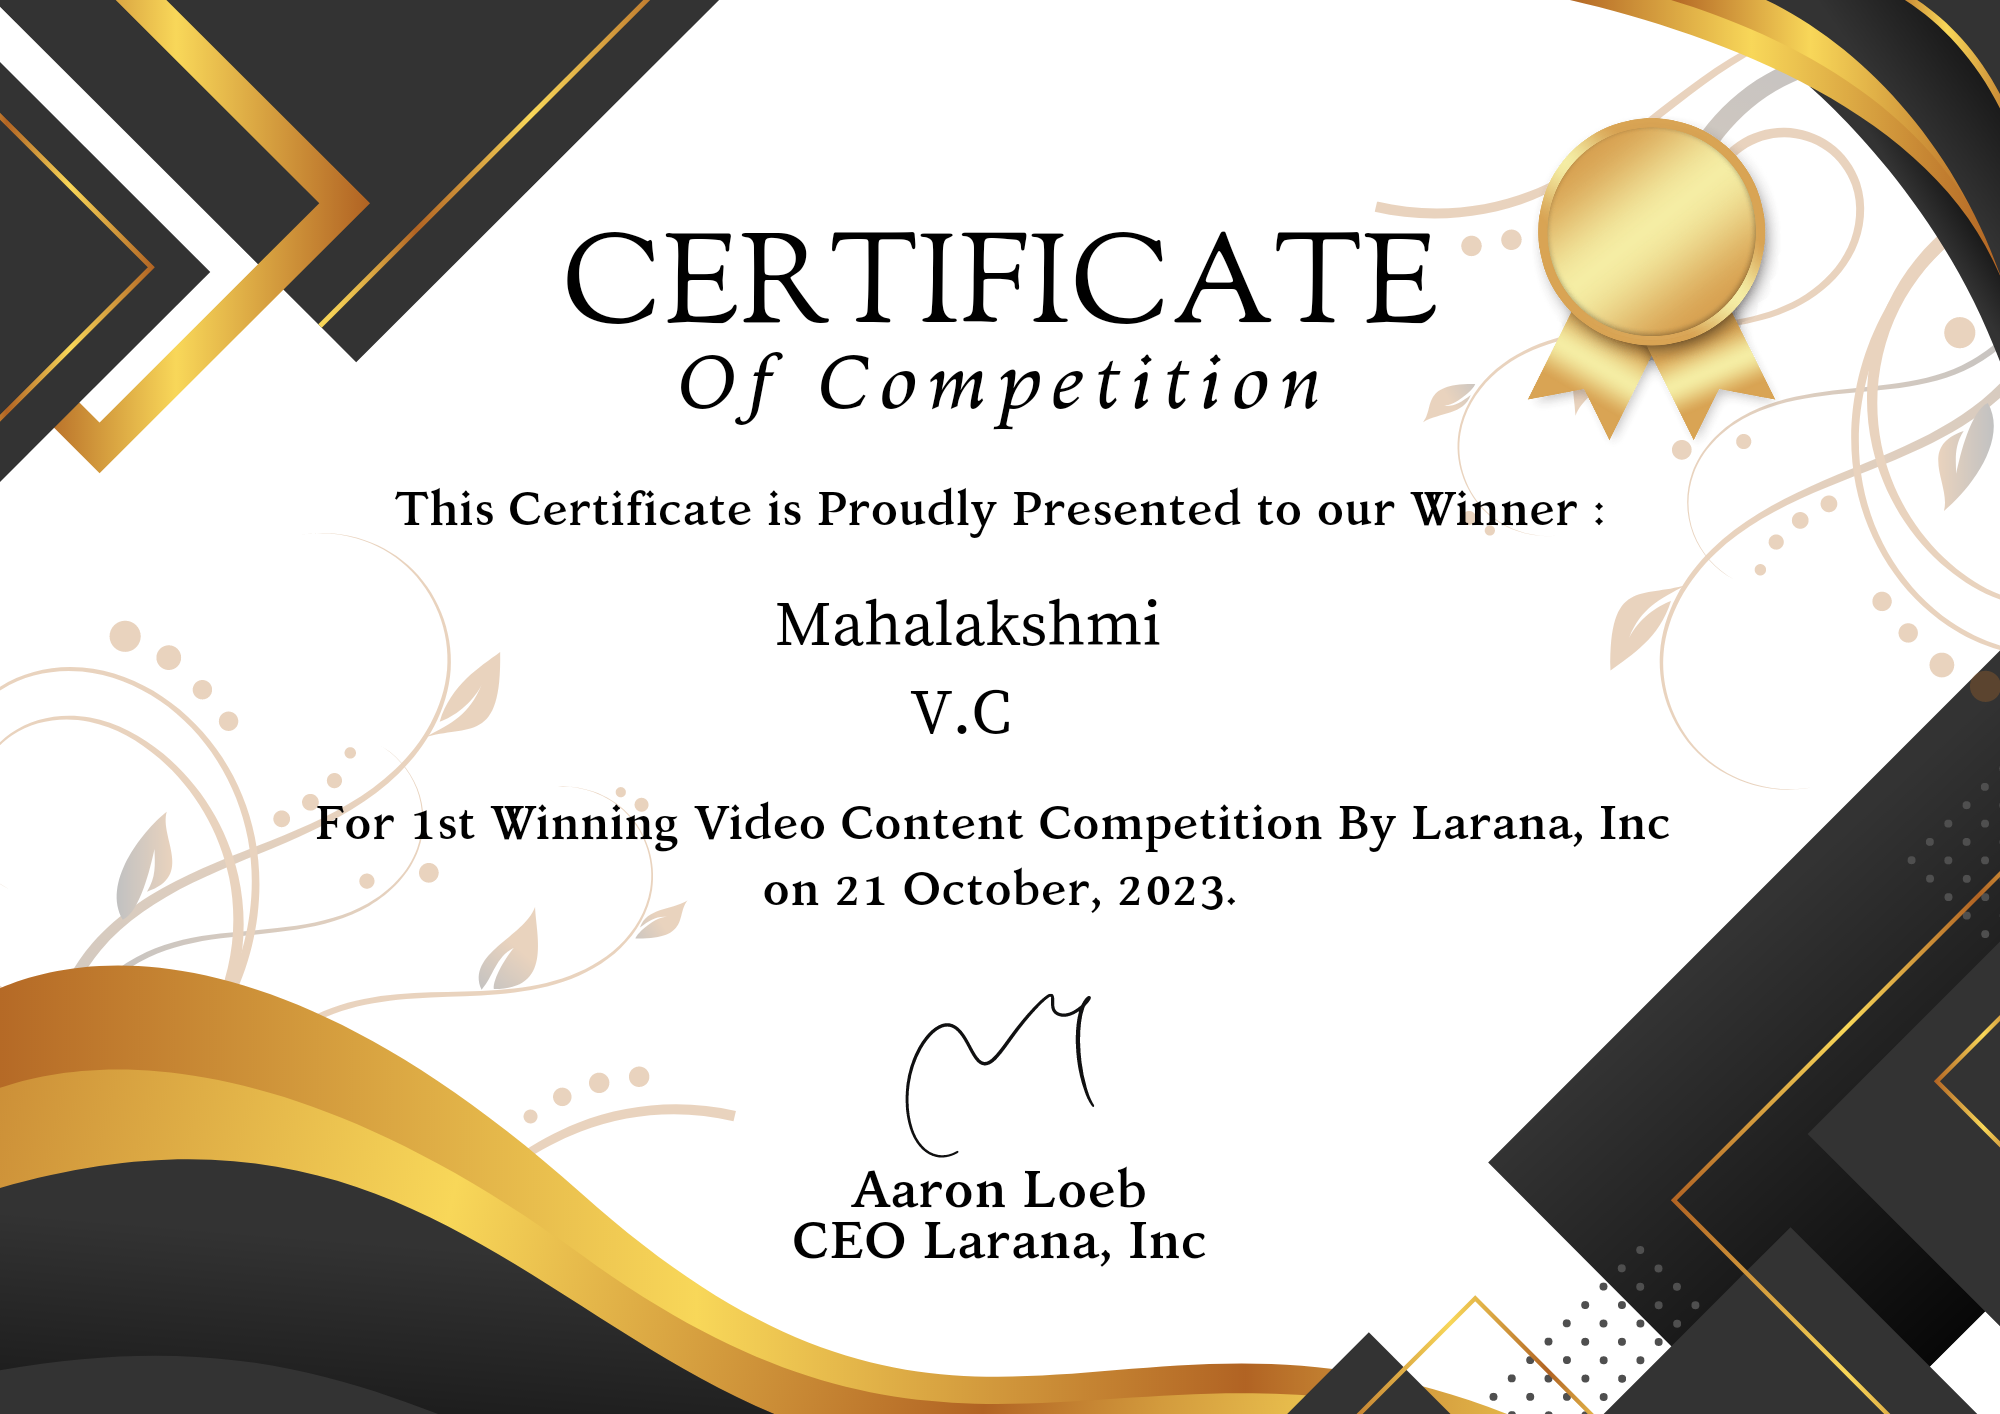 CERTIFICATE
Of Competition
This Certificate is Proudly Presented to our Winner :
Mahalakshmi
V.C
For 1st Winning Video Content Competition By Larana, Inc
on 21 October, 2023.
Aaron Loeb
CEO Larana, Inc